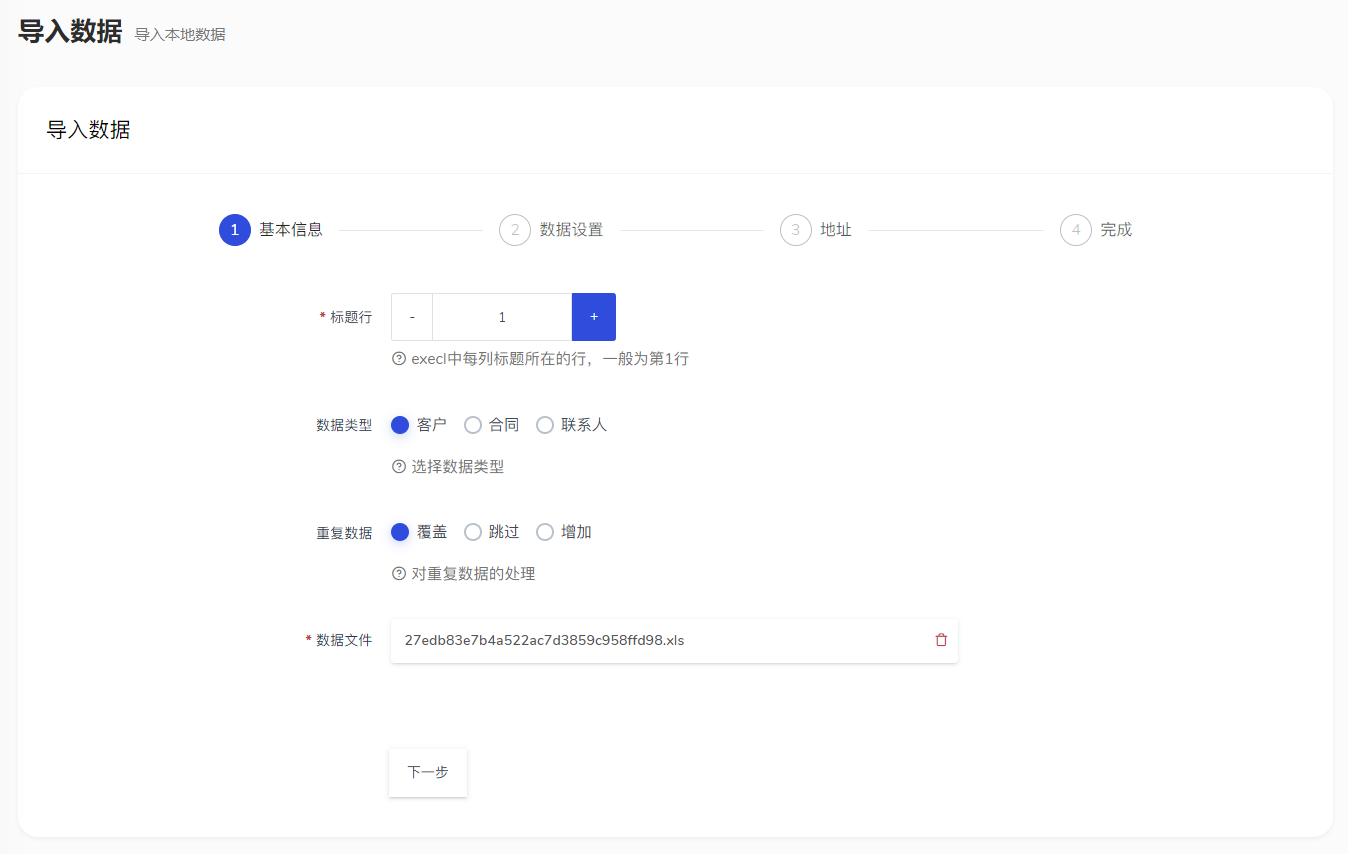 导入数据 导入本地数据
导入数据
1 基本信息 2 数据设置 3 地址 4 完成
* 标题行 - 1 +
execl中每列标题所在的行，一般为第1行
数据类型 客户 合同 联系人
选择数据类型
重复数据 覆盖 跳过 增加
对重复数据的处理
* 数据文件 27edb83e7b4a522ac7d3859c958ffd98.xls
下一步